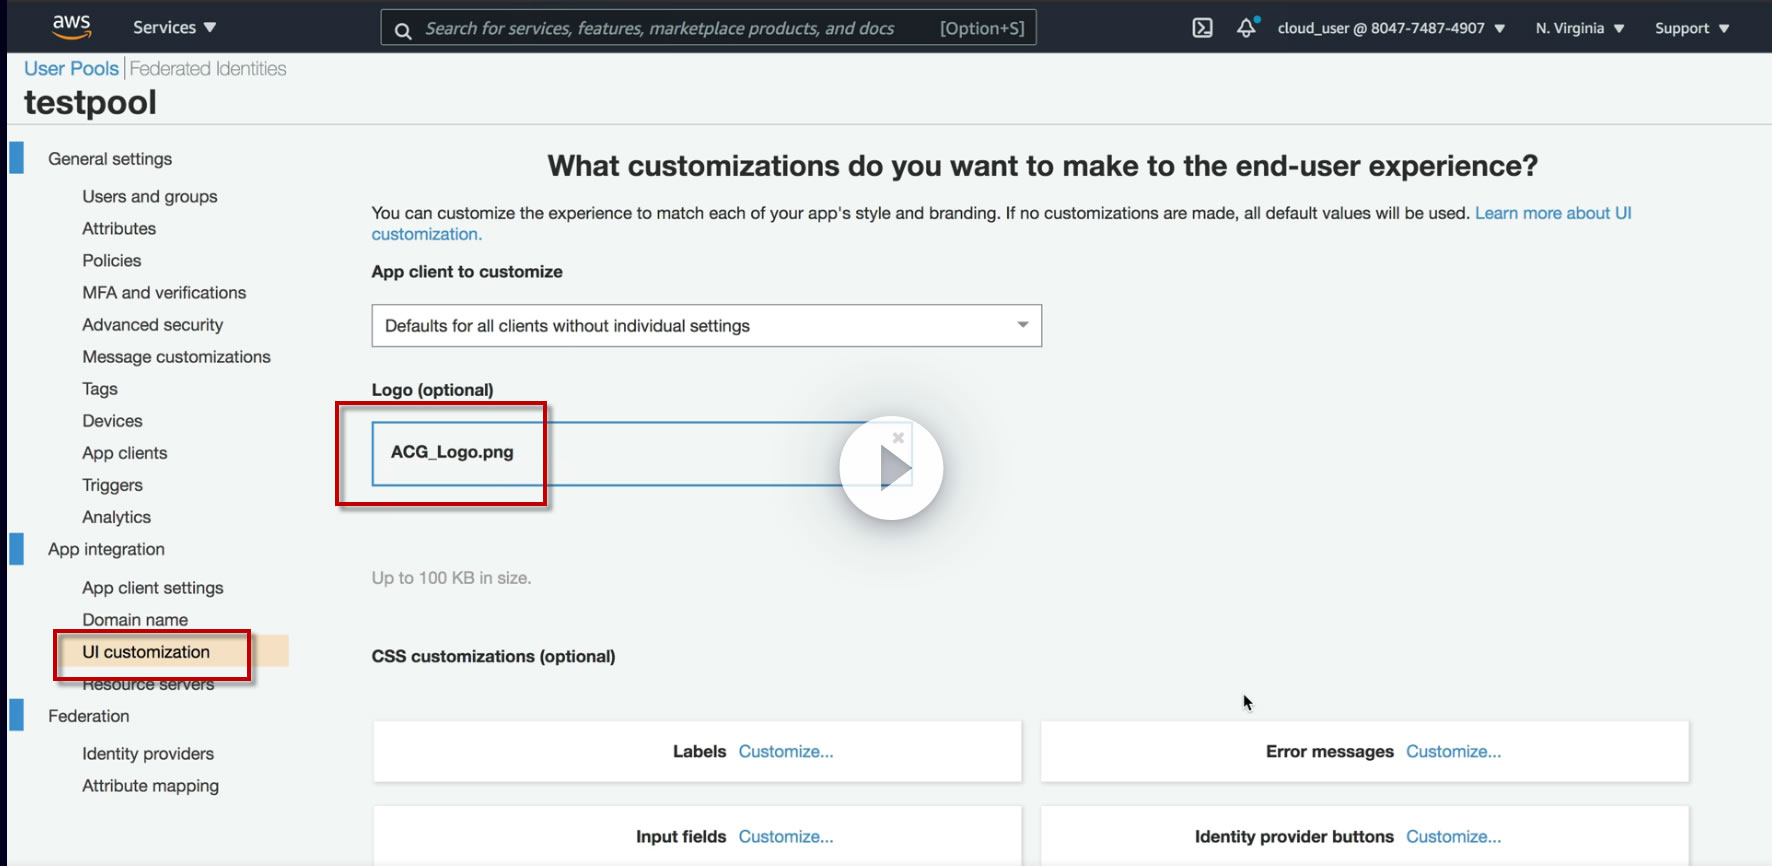 aws Services Search for services, features, marketplace products, and docs [Option+S] cloud_user @ 8047-7487-4907 N. Virginia Support
User Pools Federated Identities
testpool
General settings
Users and groups
Attributes
Policies
MFA and verifications
Advanced security
Message customizations
Tags
Devices
App clients
Triggers
Analytics
App integration
App client settings
Domain name
UI customization
Resource servers
Federation
Identity providers
Attribute mapping
What customizations do you want to make to the end-user experience?
You can customize the experience to match each of your app's style and branding. If no customizations are made, all default values will be used. Learn more about UI
customization.
App client to customize
Defaults for all clients without individual settings
Logo (optional)
ACG_Logo.png
Up to 100 KB in size.
CSS customizations (optional)
Labels Customize...
Error messages Customize...
Input fields Customize...
Identity provider buttons Customize...